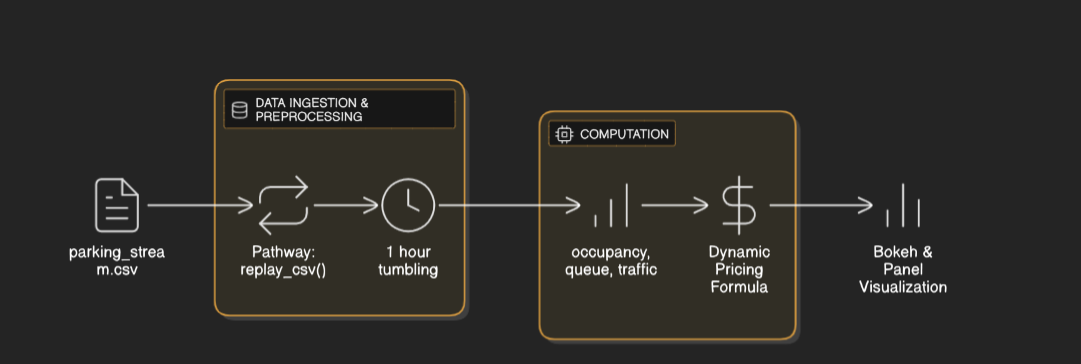 DATA INGESTION &
PREPROCESSING
COMPUTATION
parking_strea
m.csv
Pathway:
replay_csv()
1 hour
tumbling
occupancy,
queue, traffic
Dynamic
Pricing
Formula
Bokeh &
Panel
Visualization